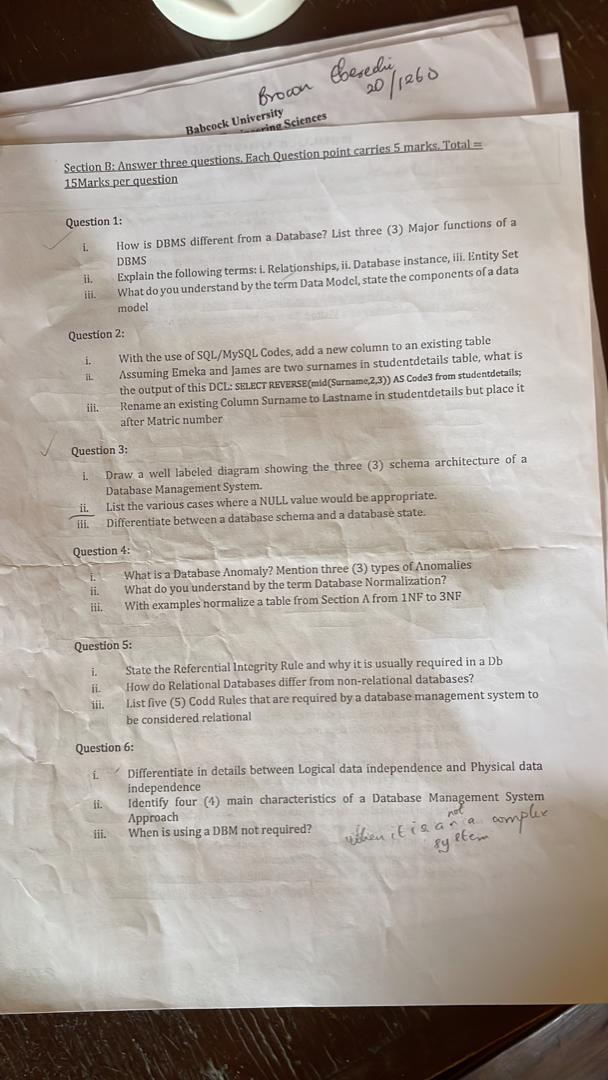 Brown Eberedie
20/1260
Babcock University
Sciences
Section B: Answer three questions. Each Question point carries 5 marks. Total =
15Marks per question
Question 1:
i. How is DBMS different from a Database? List three (3) Major functions of a
DBMS
ii. Explain the following terms: i. Relationships, ii. Database instance, iii. Entity Set
iii. What do you understand by the term Data Model, state the components of a data
model
Question 2:
i. With the use of SQL/MySQL Codes, add a new column to an existing table
ii. Assuming Emeka and James are two surnames in studentdetails table, what is
the output of this DCL: SELECT REVERSE(mid(Surname,2,3)) AS Code3 from studentdetails;
iii. Rename an existing Column Surname to Lastname in studentdetails but place it
after Matric number
Question 3:
i. Draw a well labeled diagram showing the three (3) schema architecture of a
Database Management System.
ii. List the various cases where a NULL value would be appropriate.
iii. Differentiate between a database schema and a database state.
Question 4:
i. What is a Database Anomaly? Mention three (3) types of Anomalies
ii. What do you understand by the term Database Normalization?
iii. With examples normalize a table from Section A from 1NF to 3NF
Question 5:
i. State the Referential Integrity Rule and why it is usually required in a Db
ii. How do Relational Databases differ from non-relational databases?
iii. List five (5) Codd Rules that are required by a database management system to
be considered relational
Question 6:
i. Differentiate in details between Logical data independence and Physical data
independence
ii. Identify four (4) main characteristics of a Database Management System
Approach
iii. When is using a DBM not required?
not
when it is a complex
system